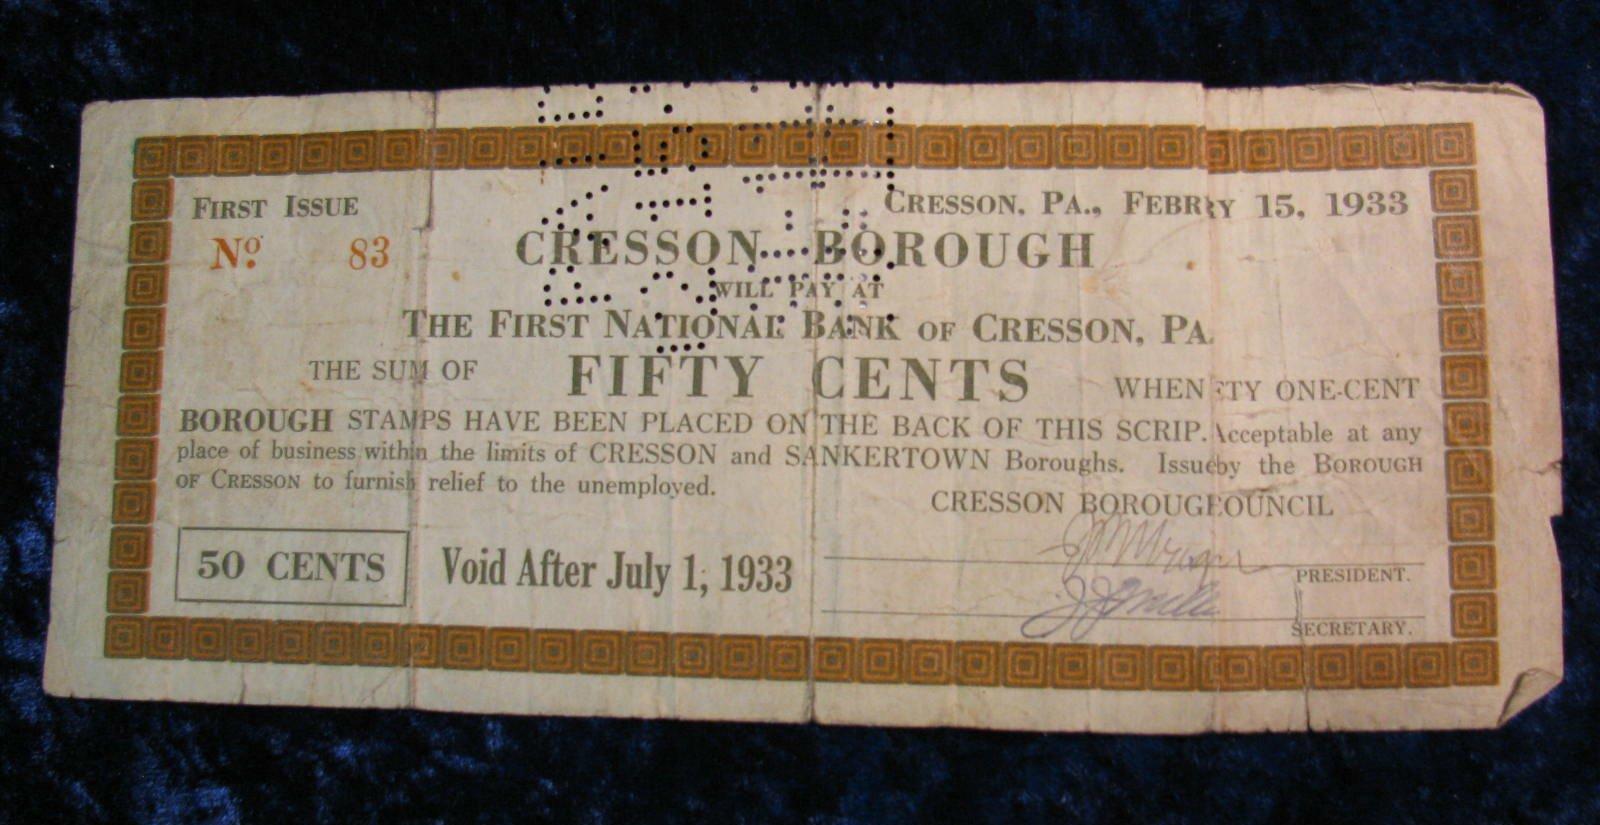 FIRST ISSUE
CRESSON, PA., FEBR Y 15, 1933
No. 83
CRESSON BOROUGH
WILL PAY AT
THE FIRST NATIONAL BANK OF CRESSON, PA.
THE SUM OF FIFTY CENTS WHEN TY ONE-CENT
BOROUGH STAMPS HAVE BEEN PLACED ON THE BACK OF THIS SCRIP. cceptable at any
place of business within the limits of CRESSON and SANKERTOWN Boroughs. Issue by the BOROUGH
OF CRESSON to furnish relief to the unemployed.
CRESSON BOROUG OUNCIL
50 CENTS
Void After July 1, 1933
PRESIDENT.
SECRETARY.